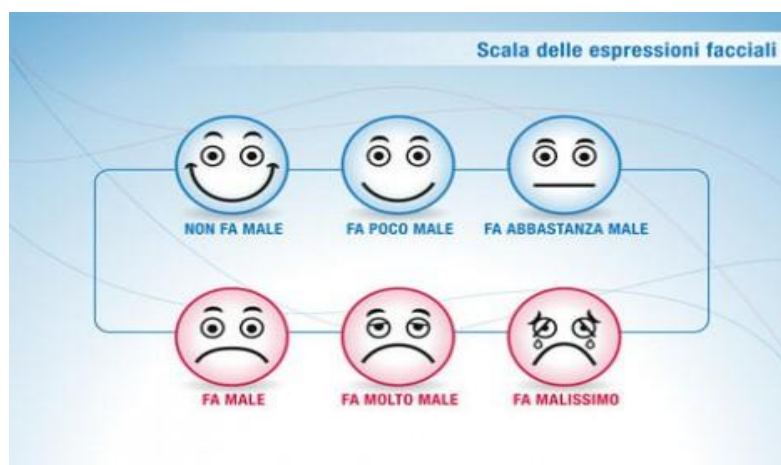 Scala delle espressioni facciali
NON FA MALE
FA POCO MALE
FA ABBASTANZA MALE
FA MALE
FA MOLTO MALE
FA MALISSIMO